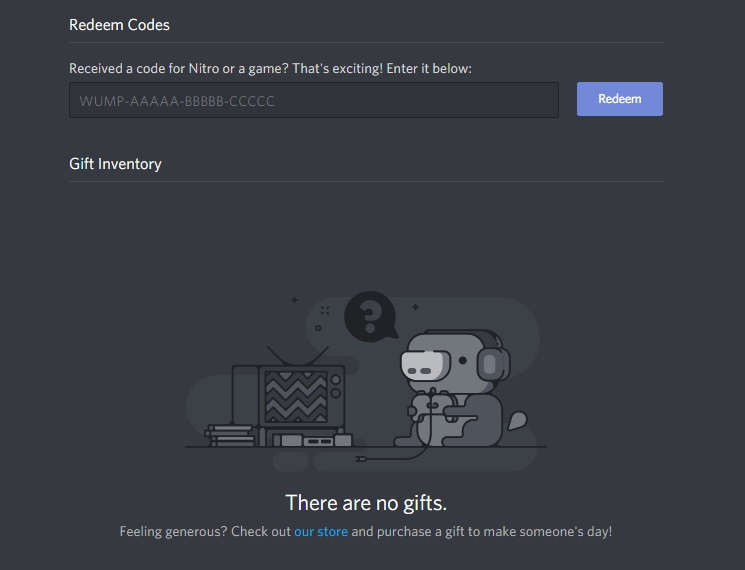 Redeem Codes
Received a code for Nitro or a game? That's exciting! Enter it below:
WUMP-AAAAA-BBBBB-CCCCC
Redeem
Gift Inventory
?
There are no gifts.
Feeling generous? Check out our store and purchase a gift to make someone's day!